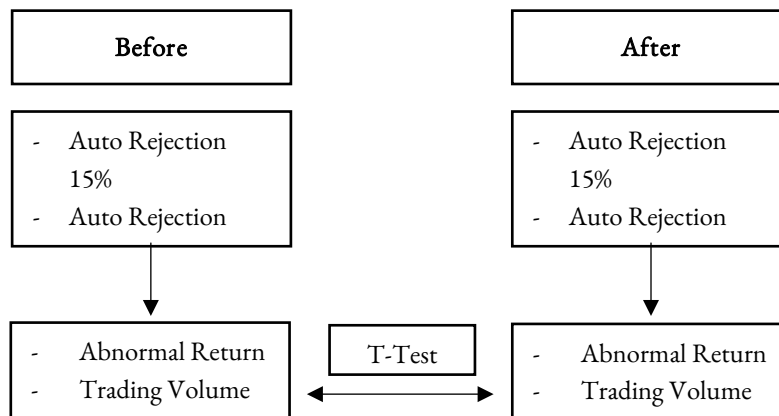 Before
After
- Auto Rejection
15%
- Auto Rejection
- Auto Rejection
15%
- Auto Rejection
- Abnormal Return
- Trading Volume
T-Test
- Abnormal Return
- Trading Volume